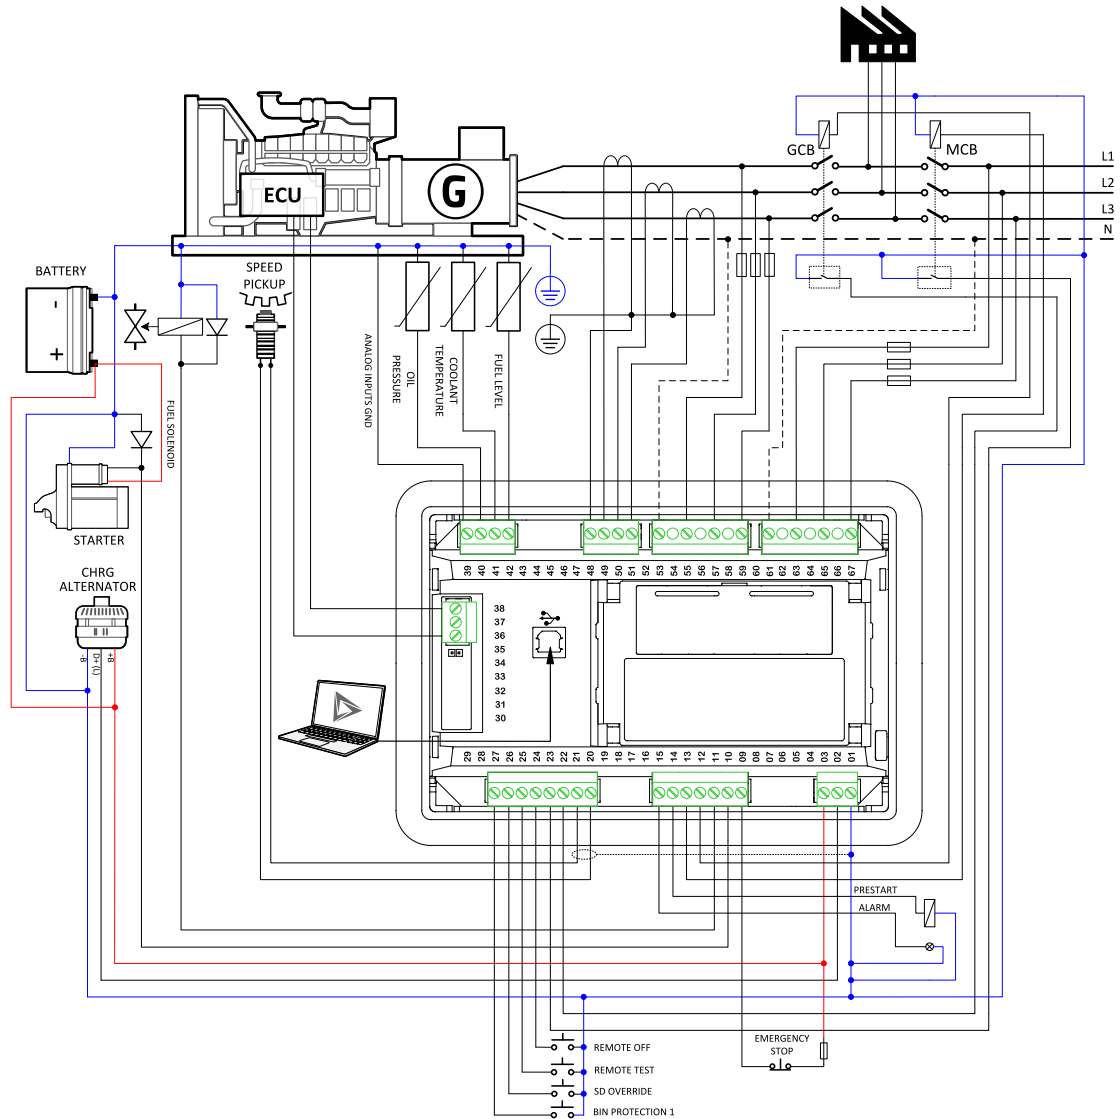 GCB
MCB
L1
L2
L3
N
ECU
G
BATTERY
-
+
SPEED
PICKUP
ANALOG INPUTS GND
OIL
PRESSURE
COOLANT
TEMPERATURE
FUEL LEVEL
FUEL SOLENOID
STARTER
CHRG
ALTERNATOR
-B
D+ (L)
+B
39 40 41 42 43 44 45 46 47 48 49 50 51 52 53 54 55 56 57 58 59 60 61 62 63 64 65 66 67
38
37
36
35
34
33
32
31
30
29 28 27 26 25 24 23 22 21 20 19 18 17 16 15 14 13 12 11 10 09 08 07 06 05 04 03 02 01
PRESTART
ALARM
EMERGENCY
STOP
REMOTE OFF
REMOTE TEST
SD OVERRIDE
BIN PROTECTION 1